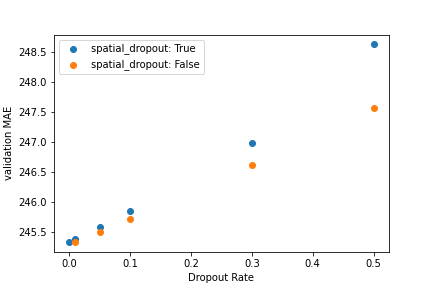 spatial_dropout: True
spatial_dropout: False
validation MAE
248.5
248.0
247.5
247.0
246.5
246.0
245.5
0.0 0.1 0.2 0.3 0.4 0.5
Dropout Rate